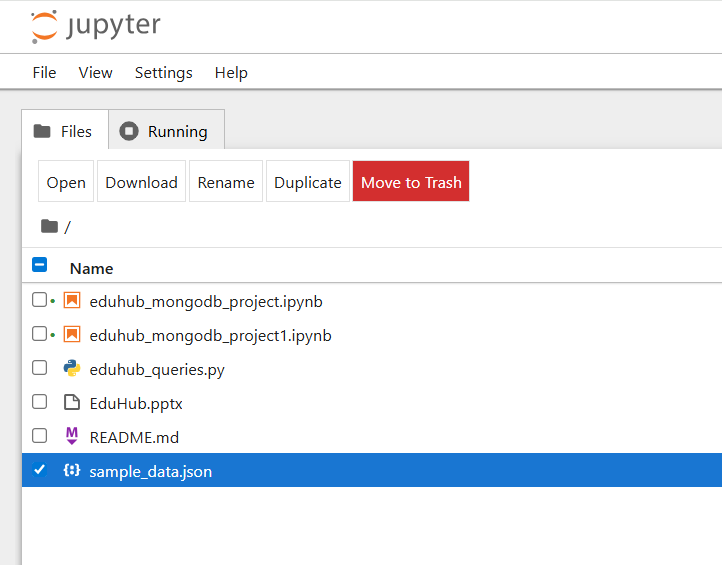 jupyter
File View Settings Help
Files Running
Open Download Rename Duplicate Move to Trash
/
Name
eduhub_mongodb_project.ipynb
eduhub_mongodb_project1.ipynb
eduhub_queries.py
EduHub.pptx
M README.md
sample_data.json